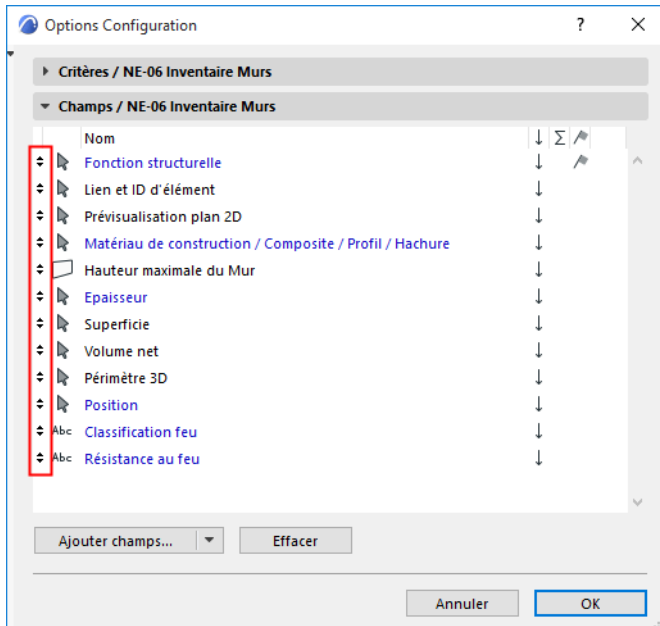 Options Configuration ? ×
Critères / NE-06 Inventaire Murs
Champs / NE-06 Inventaire Murs
Nom ↓ Σ
Fonction structurelle ↓
Lien et ID d'élément ↓
Prévisualisation plan 2D ↓
Matériau de construction / Composite / Profil / Hachure ↓
Hauteur maximale du Mur ↓
Epaisseur ↓
Superficie ↓
Volume net ↓
Périmètre 3D ↓
Position ↓
Abc Classification feu ↓
Abc Résistance au feu ↓
Ajouter champs... Effacer
Annuler OK